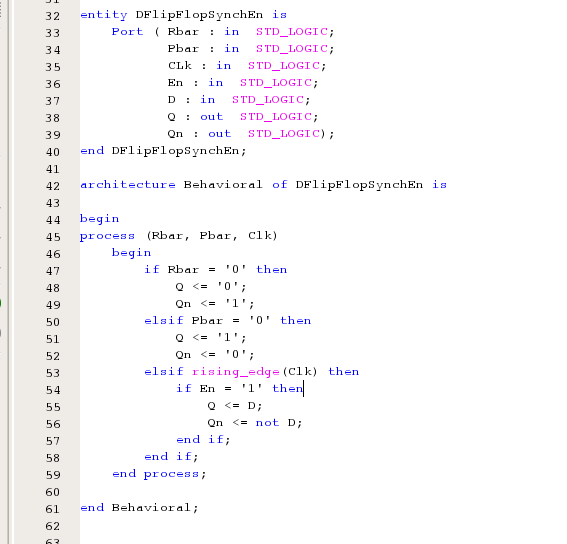 32 entity DFlipFlopSynchEn is
33     Port ( Rbar : in  STD_LOGIC;
34            Pbar : in  STD_LOGIC;
35            CLk : in  STD_LOGIC;
36            En : in  STD_LOGIC;
37            D : in  STD_LOGIC;
38            Q : out  STD_LOGIC;
39            Qn : out  STD_LOGIC);
40 end DFlipFlopSynchEn;
41
42 architecture Behavioral of DFlipFlopSynchEn is
43
44 begin
45 process (Rbar, Pbar, Clk)
46     begin
47         if Rbar = '0' then
48             Q <= '0';
49             Qn <= '1';
50         elsif Pbar = '0' then
51             Q <= '1';
52             Qn <= '0';
53         elsif rising_edge(Clk) then
54             if En = '1' then
55                 Q <= D;
56                 Qn <= not D;
57             end if;
58         end if;
59     end process;
60
61 end Behavioral;
62